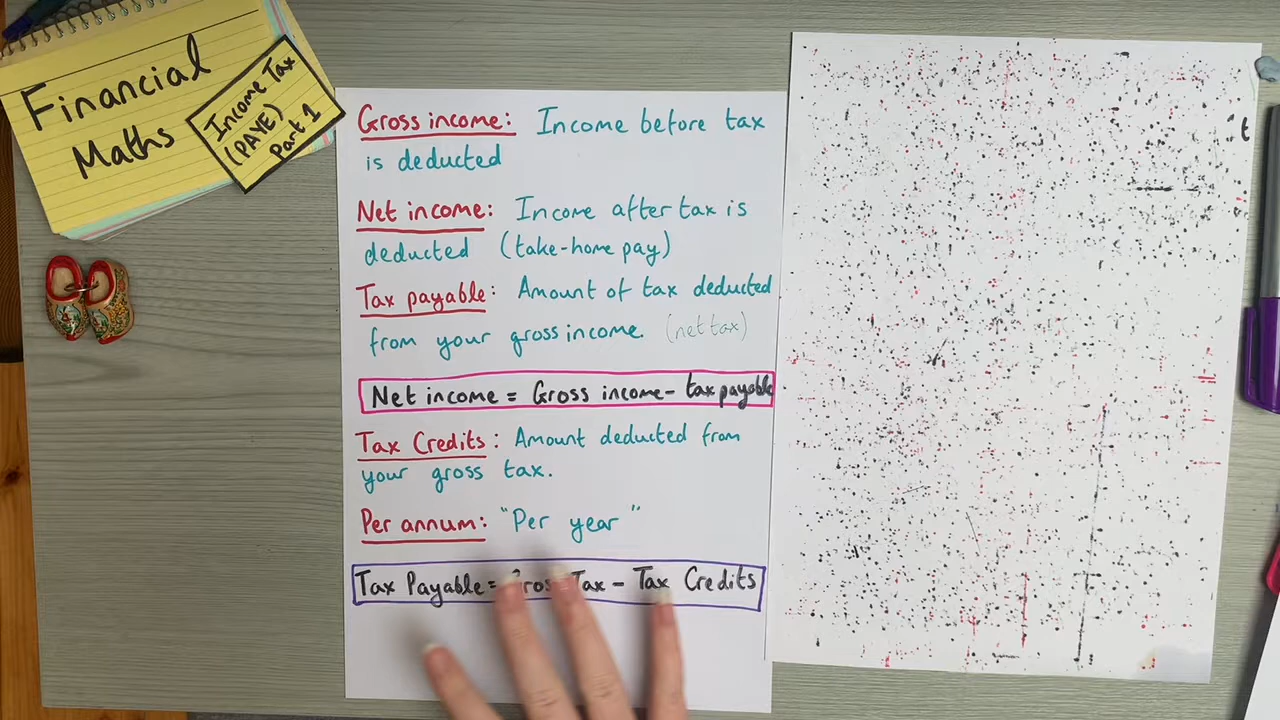 Financial
Maths
Income Tax
(PAYE)
Part 1
Gross income: Income before tax
is deducted
Net income: Income after tax is
deducted (take-home pay)
Tax payable: Amount of tax deducted
from your gross income. (net tax)
Net income = Gross income - tax payable
Tax Credits: Amount deducted from
your gross tax.
Per annum: "Per year"
Tax Payable = Gross Tax - Tax Credits
t